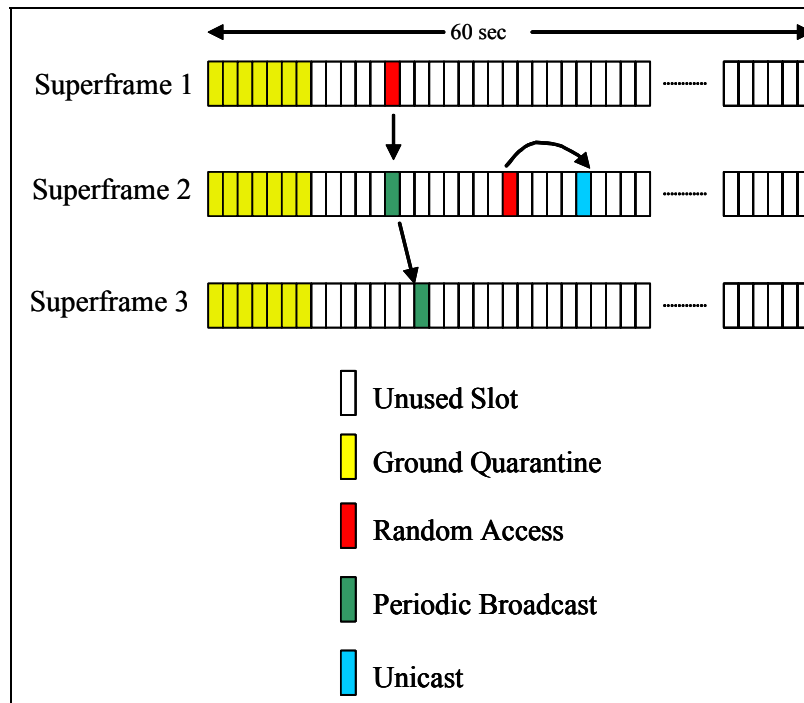 60 sec
Superframe 1
Superframe 2
Superframe 3
Unused Slot
Ground Quarantine
Random Access
Periodic Broadcast
Unicast